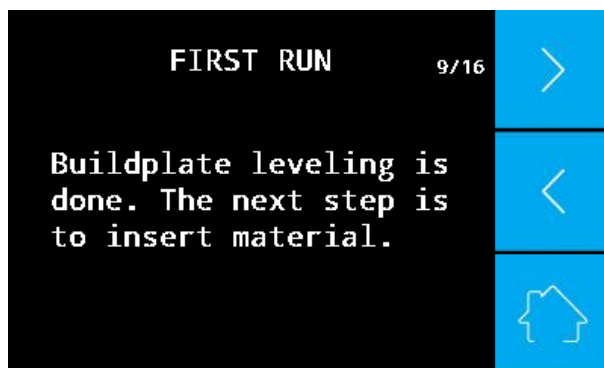 FIRST RUN
9/16
Buildplate leveling is
done. The next step is
to insert material.